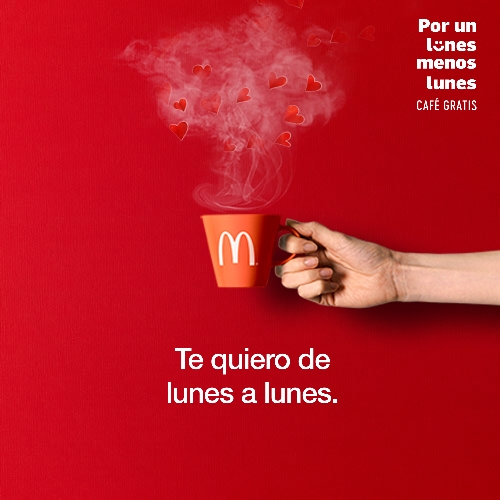 Por un
lunes
menos
lunes
CAFÉ GRATIS
M
Te quiero de
lunes a lunes.